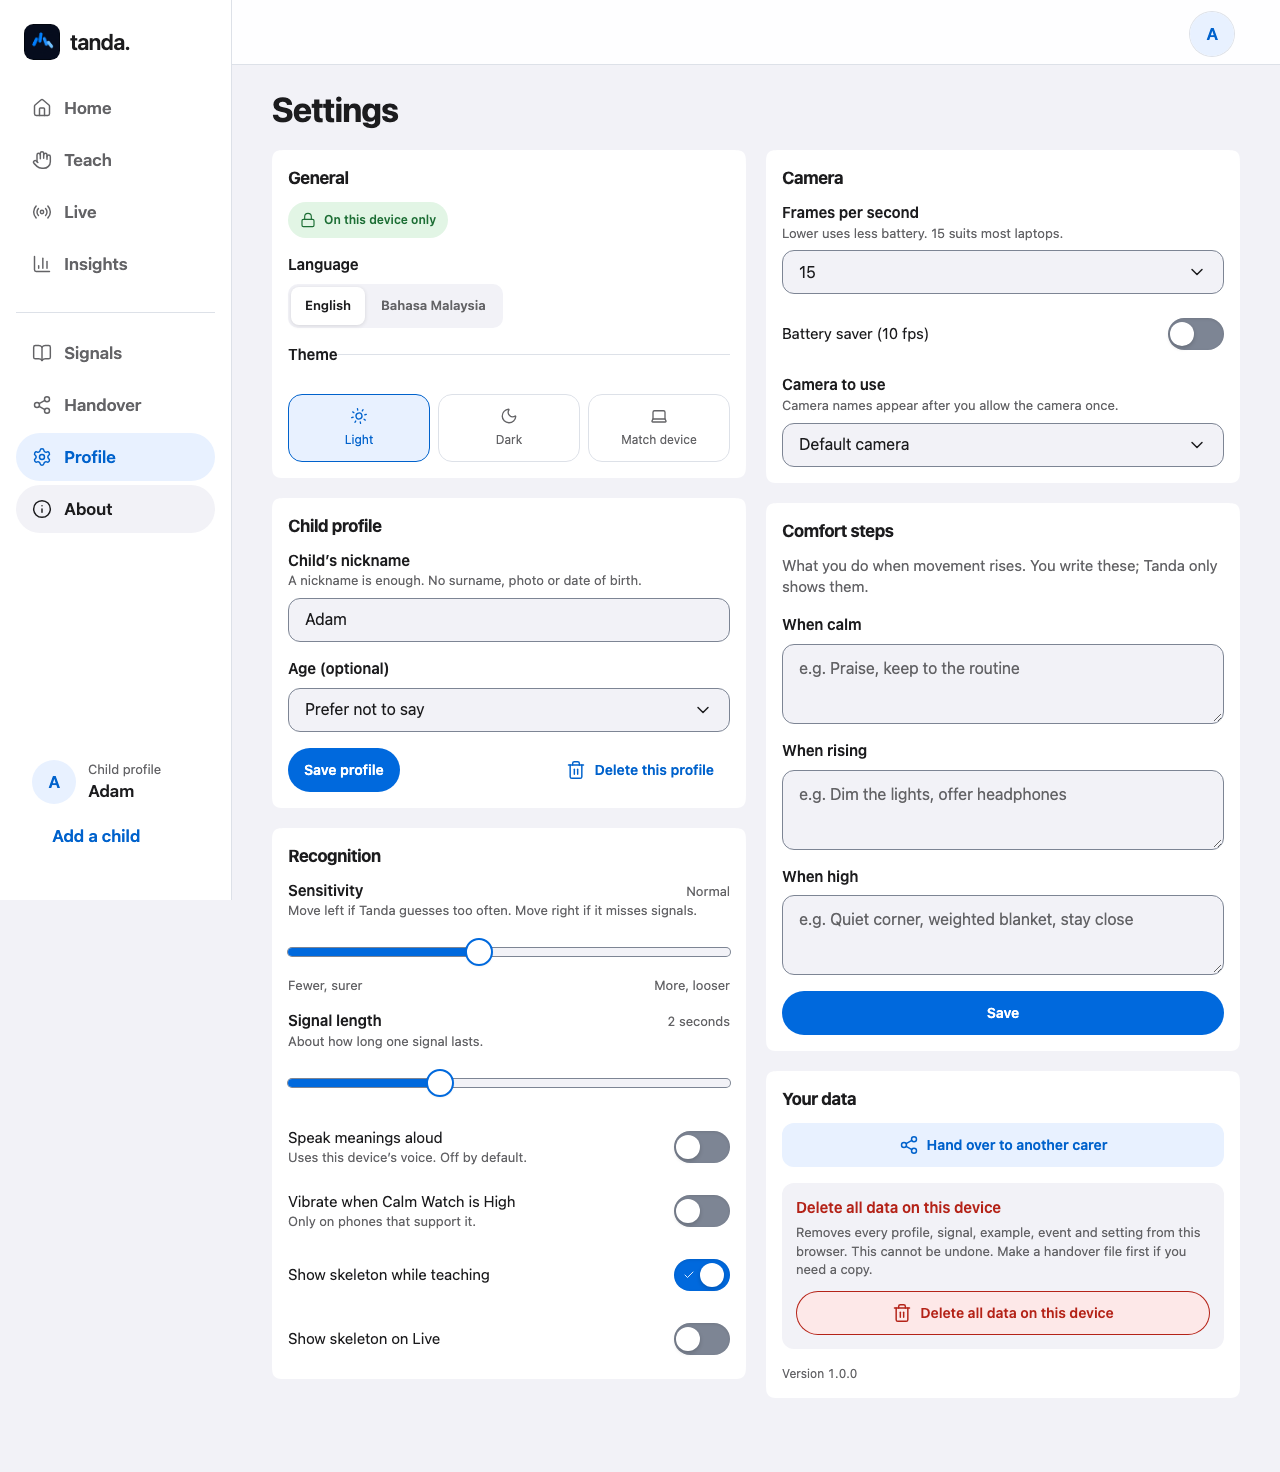 tanda.
Home
Teach
Live
Insights
Signals
Handover
Profile
About
A
Child profile
Adam
Add a child
A
Settings
General
On this device only
Language
English
Bahasa Malaysia
Theme
Light
Dark
Match device
Child profile
Child’s nickname
A nickname is enough. No surname, photo or date of birth.
Adam
Age (optional)
Prefer not to say
Save profile
Delete this profile
Recognition
Sensitivity
Normal
Move left if Tanda guesses too often. Move right if it misses signals.
Fewer, surer
More, looser
Signal length
2 seconds
About how long one signal lasts.
Speak meanings aloud
Uses this device’s voice. Off by default.
Vibrate when Calm Watch is High
Only on phones that support it.
Show skeleton while teaching
Show skeleton on Live
Camera
Frames per second
Lower uses less battery. 15 suits most laptops.
15
Battery saver (10 fps)
Camera to use
Camera names appear after you allow the camera once.
Default camera
Comfort steps
What you do when movement rises. You write these; Tanda only
shows them.
When calm
e.g. Praise, keep to the routine
When rising
e.g. Dim the lights, offer headphones
When high
e.g. Quiet corner, weighted blanket, stay close
Save
Your data
Hand over to another carer
Delete all data on this device
Removes every profile, signal, example, event and setting from this
browser. This cannot be undone. Make a handover file first if you
need a copy.
Delete all data on this device
Version 1.0.0